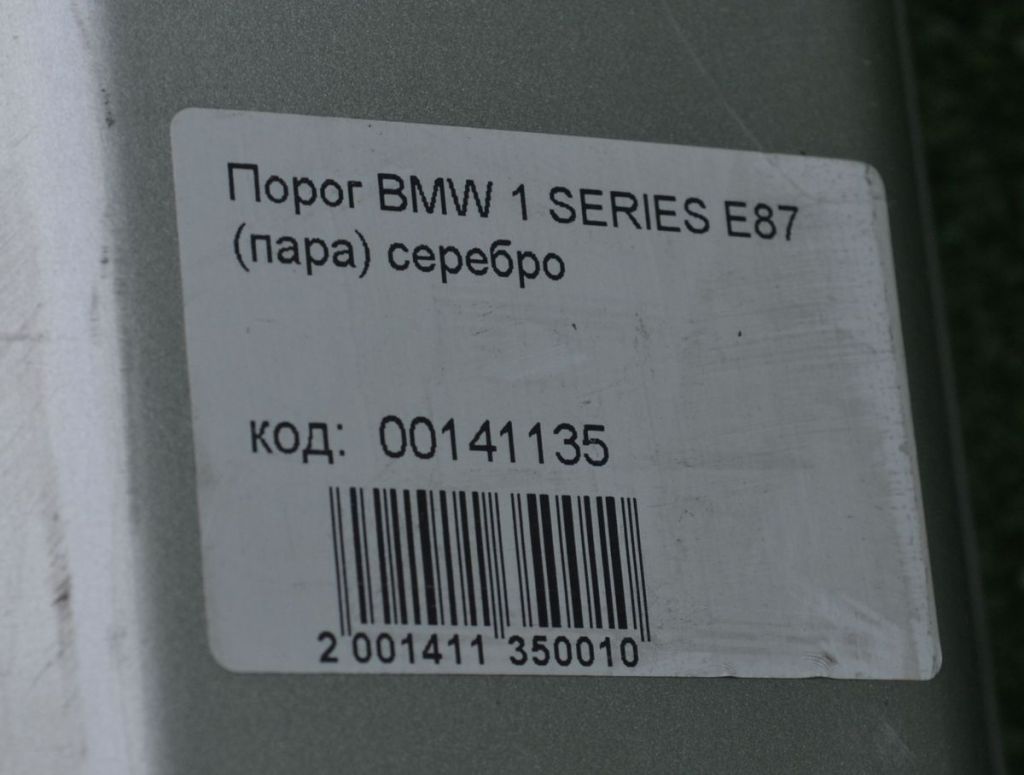 Порог BMW 1 SERIES E87
(пара) серебро
код: 00141135
2 001411 350010